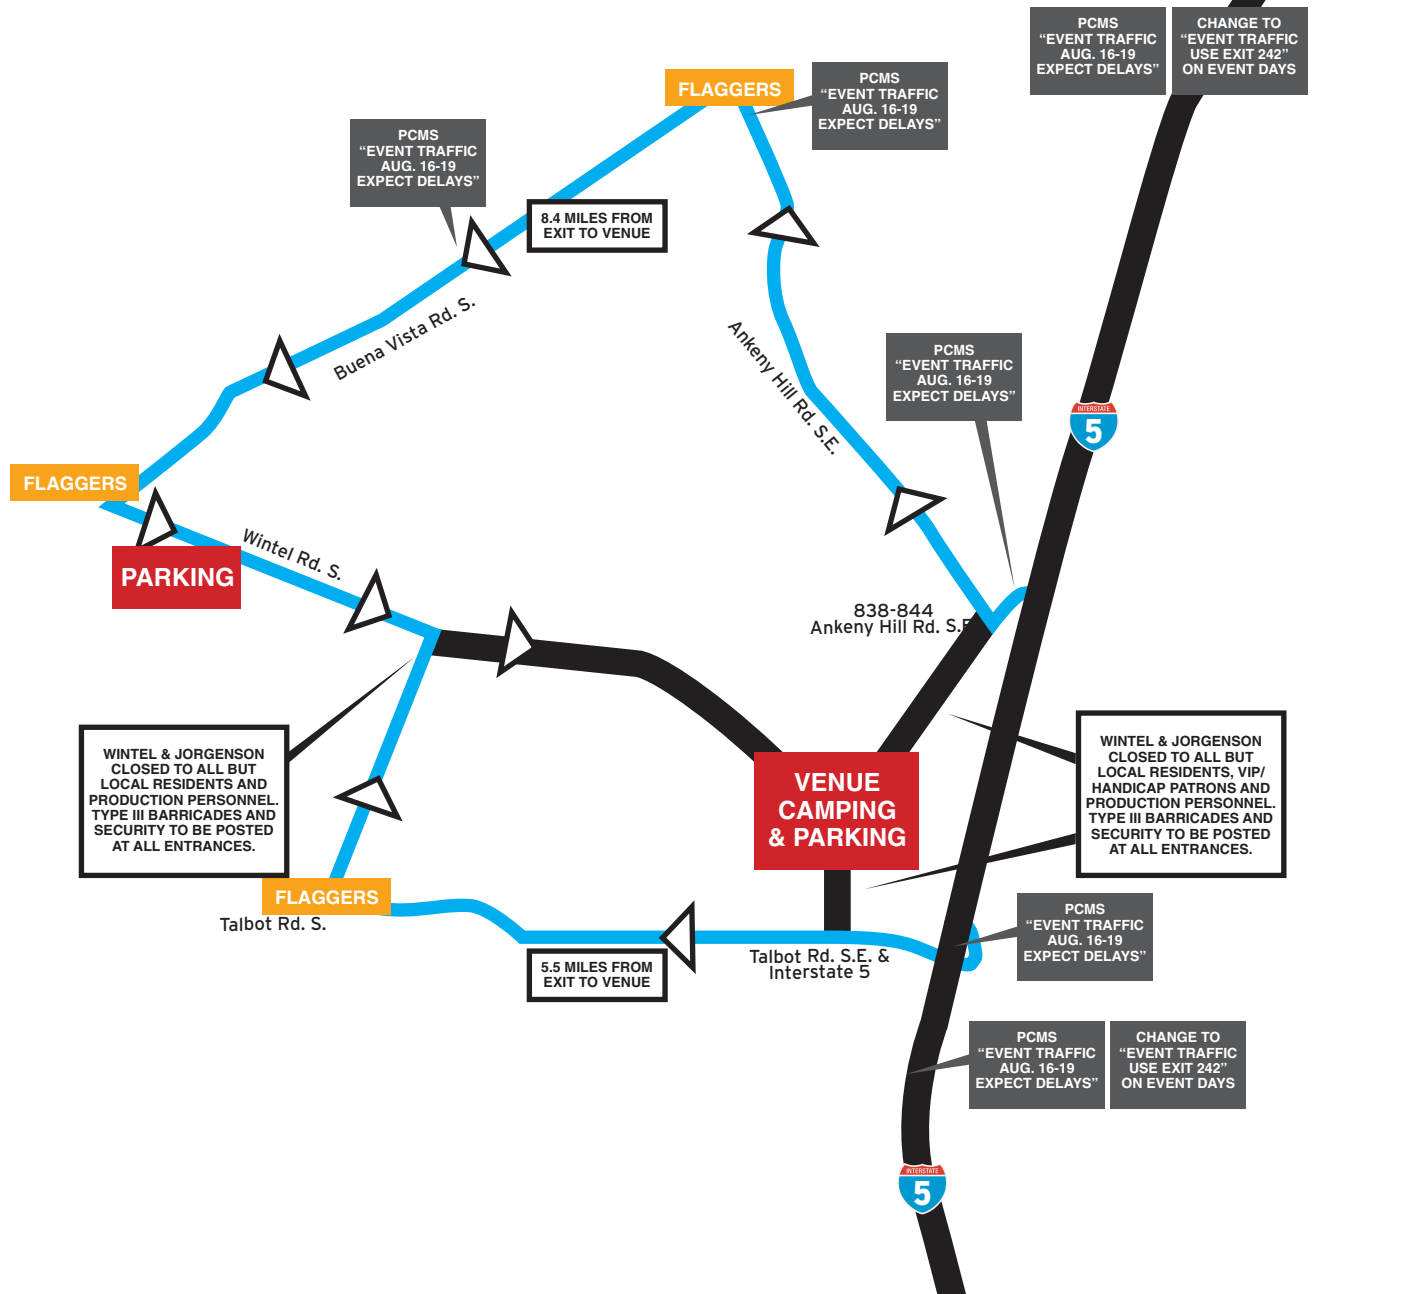 PCMS
“EVENT TRAFFIC
AUG. 16-19
EXPECT DELAYS”
CHANGE TO
“EVENT TRAFFIC
USE EXIT 242”
ON EVENT DAYS
FLAGGERS
PCMS
“EVENT TRAFFIC
AUG. 16-19
EXPECT DELAYS”
PCMS
“EVENT TRAFFIC
AUG. 16-19
EXPECT DELAYS”
8.4 MILES FROM
EXIT TO VENUE
Buena Vista Rd. S.
Ankeny Hill Rd. S.E.
PCMS
“EVENT TRAFFIC
AUG. 16-19
EXPECT DELAYS”
INTERSTATE
5
FLAGGERS
Wintel Rd. S.
PARKING
838-844
Ankeny Hill Rd. S.E
WINTEL & JORGENSON
CLOSED TO ALL BUT
LOCAL RESIDENTS AND
PRODUCTION PERSONNEL.
TYPE III BARRICADES AND
SECURITY TO BE POSTED
AT ALL ENTRANCES.
VENUE
CAMPING
& PARKING
WINTEL & JORGENSON
CLOSED TO ALL BUT
LOCAL RESIDENTS, VIP/
HANDICAP PATRONS AND
PRODUCTION PERSONNEL.
TYPE III BARRICADES AND
SECURITY TO BE POSTED
AT ALL ENTRANCES.
FLAGGERS
Talbot Rd. S.
PCMS
“EVENT TRAFFIC
AUG. 16-19
EXPECT DELAYS”
5.5 MILES FROM
EXIT TO VENUE
Talbot Rd. S.E. &
Interstate 5
PCMS
“EVENT TRAFFIC
AUG. 16-19
EXPECT DELAYS”
CHANGE TO
“EVENT TRAFFIC
USE EXIT 242”
ON EVENT DAYS
INTERSTATE
5